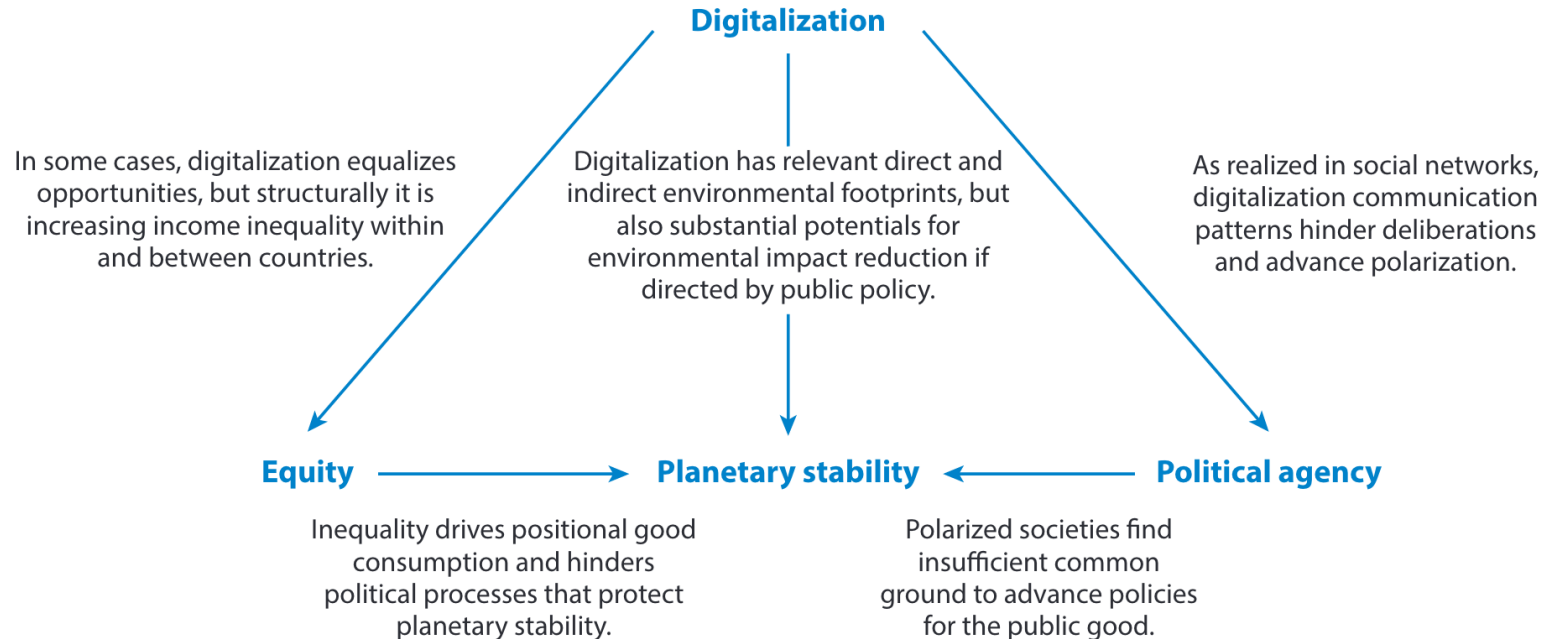 Digitalization
In some cases, digitalization equalizes
opportunities, but structurally it is
increasing income inequality within
and between countries.
Digitalization has relevant direct and
indirect environmental footprints, but
also substantial potentials for
environmental impact reduction if
directed by public policy.
As realized in social networks,
digitalization communication
patterns hinder deliberations
and advance polarization.
Equity
Planetary stability
Political agency
Inequality drives positional good
consumption and hinders
political processes that protect
planetary stability.
Polarized societies find
insufficient common
ground to advance policies
for the public good.